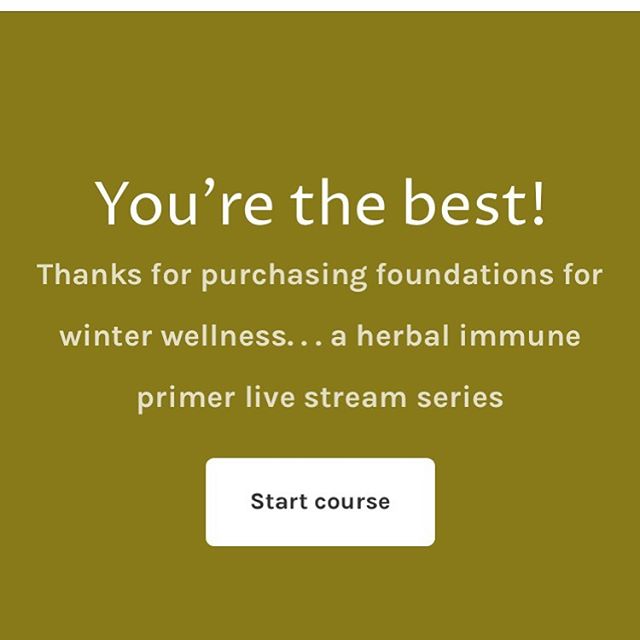 You’re the best!
Thanks for purchasing foundations for
winter wellness. . . a herbal immune
primer live stream series
Start course